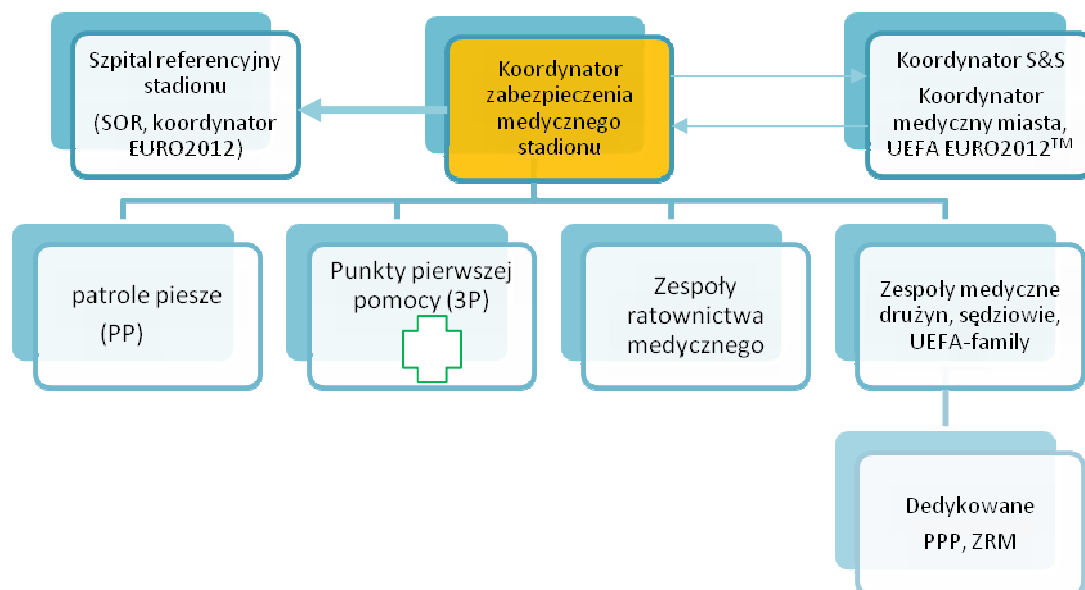 Szpital referencyjny
stadionu
(SOR, koordynator
EURO2012)
Koordynator
zabezpieczenia
medycznego
stadionu
Koordynator S&S
Koordynator
medyczny miasta,
UEFA EURO2012™
patrole piesze
(PP)
Punkty pierwszej
pomocy (3P)
Zespoły
ratownictwa
medycznego
Zespoły medyczne
drużyn, sędziowie,
UEFA-family
Dedykowane
PPP, ZRM